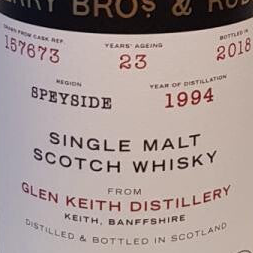 BROS & RUD
DRAWN FROM CASK REF. YEARS' AGEING BOTTLED IN
157673 23 2018
REGION YEAR OF DISTILLATION
SPEYSIDE 1994
SINGLE MALT
SCOTCH WHISKY
FROM
GLEN KEITH DISTILLERY
KEITH, BANFFSHIRE
DISTILLED & BOTTLED IN SCOTLAND